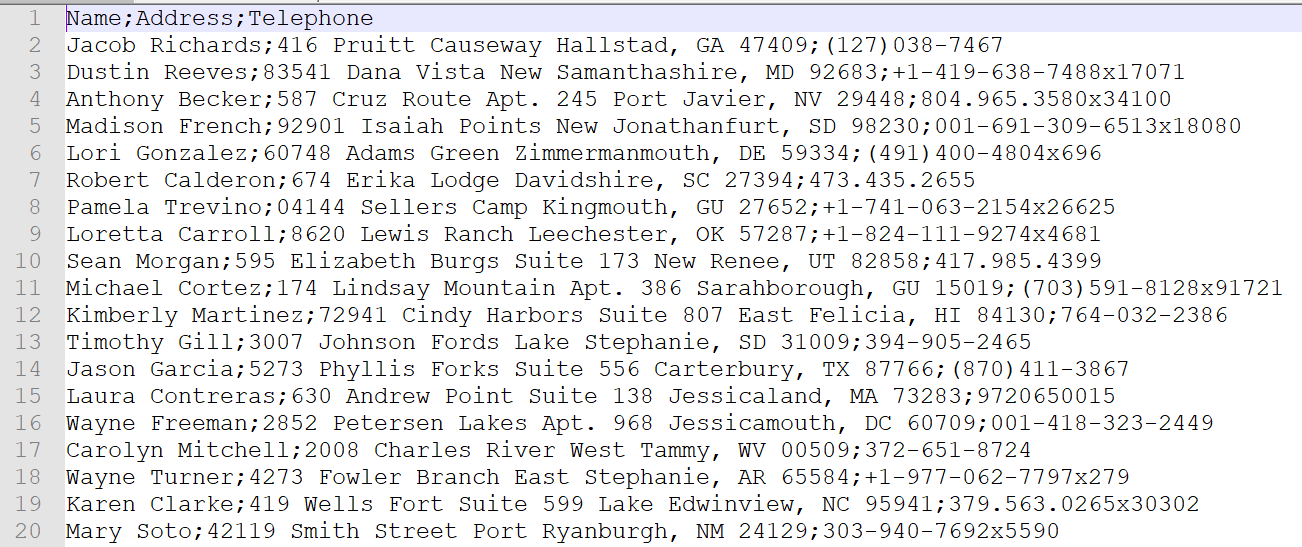 1 Name;Address;Telephone
2 Jacob Richards;416 Pruitt Causeway Hallstad, GA 47409;(127)038-7467
3 Dustin Reeves;83541 Dana Vista New Samanthashire, MD 92683;+1-419-638-7488x17071
4 Anthony Becker;587 Cruz Route Apt. 245 Port Javier, NV 29448;804.965.3580x34100
5 Madison French;92901 Isaiah Points New Jonathanfurt, SD 98230;001-691-309-6513x18080
6 Lori Gonzalez;60748 Adams Green Zimmermanmouth, DE 59334;(491)400-4804x696
7 Robert Calderon;674 Erika Lodge Davidshire, SC 27394;473.435.2655
8 Pamela Trevino;04144 Sellers Camp Kingmouth, GU 27652;+1-741-063-2154x26625
9 Loretta Carroll;8620 Lewis Ranch Leechester, OK 57287;+1-824-111-9274x4681
10 Sean Morgan;595 Elizabeth Burgs Suite 173 New Renee, UT 82858;417.985.4399
11 Michael Cortez;174 Lindsay Mountain Apt. 386 Sarahborough, GU 15019;(703)591-8128x91721
12 Kimberly Martinez;72941 Cindy Harbors Suite 807 East Felicia, HI 84130;764-032-2386
13 Timothy Gill;3007 Johnson Fords Lake Stephanie, SD 31009;394-905-2465
14 Jason Garcia;5273 Phyllis Forks Suite 556 Carterbury, TX 87766;(870)411-3867
15 Laura Contreras;630 Andrew Point Suite 138 Jessicaland, MA 73283;9720650015
16 Wayne Freeman;2852 Petersen Lakes Apt. 968 Jessicamouth, DC 60709;001-418-323-2449
17 Carolyn Mitchell;2008 Charles River West Tammy, WV 00509;372-651-8724
18 Wayne Turner;4273 Fowler Branch East Stephanie, AR 65584;+1-977-062-7797x279
19 Karen Clarke;419 Wells Fort Suite 599 Lake Edwinview, NC 95941;379.563.0265x30302
20 Mary Soto;42119 Smith Street Port Ryanburgh, NM 24129;303-940-7692x5590